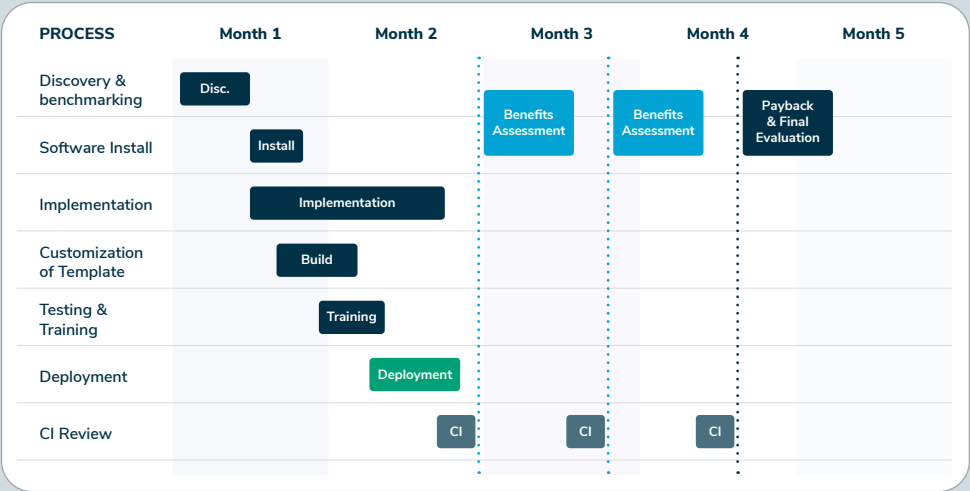 PROCESS
Month 1
Month 2
Month 3
Month 4
Month 5
Discovery &
benchmarking
Disc.
Benefits
Assessment
Benefits
Assessment
Payback
& Final
Evaluation
Software Install
Install
Implementation
Implementation
Customization
of Template
Build
Testing &
Training
Training
Deployment
Deployment
CI Review
CI
CI
CI